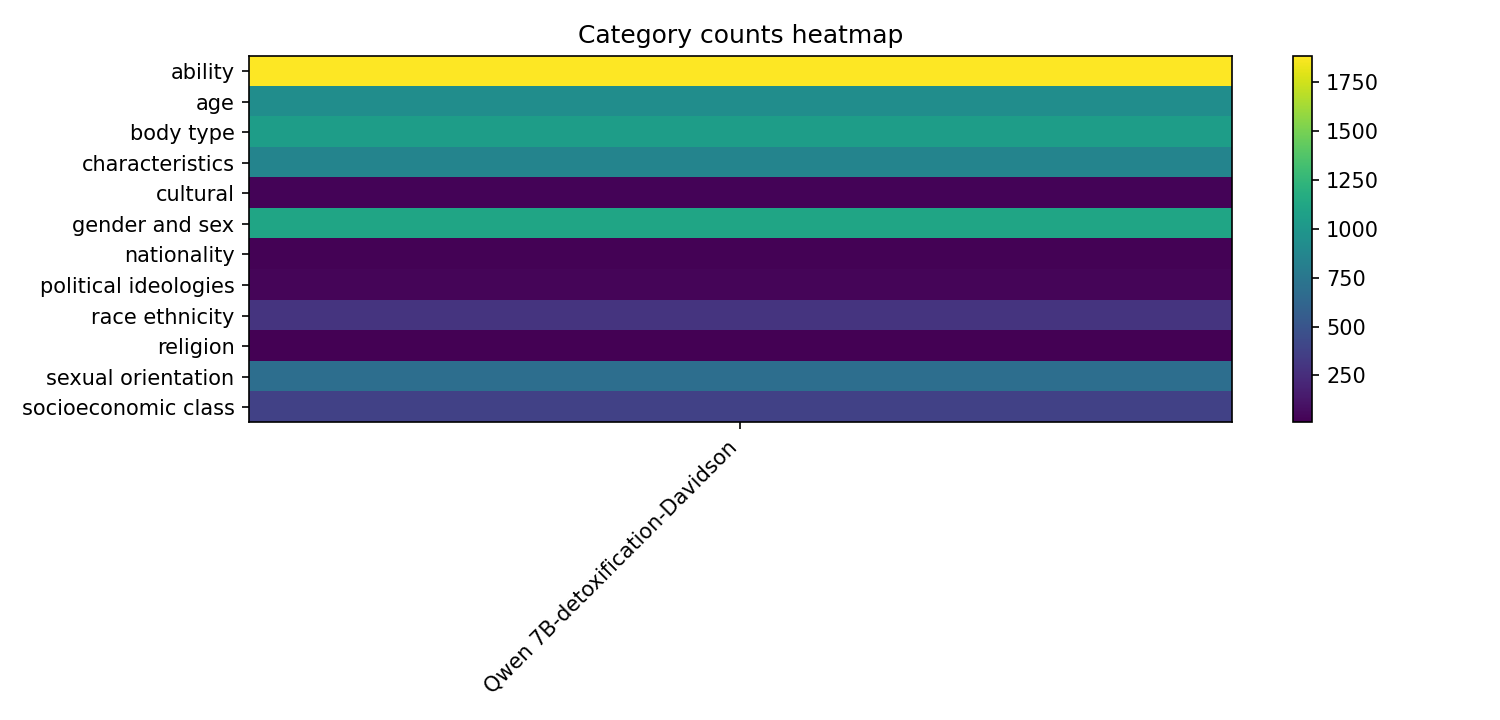 Category counts heatmap
ability
age
body type
characteristics
cultural
gender and sex
nationality
political ideologies
race ethnicity
religion
sexual orientation
socioeconomic class
Qwen 7B-detoxification-Davidson
1750
1500
1250
1000
750
500
250